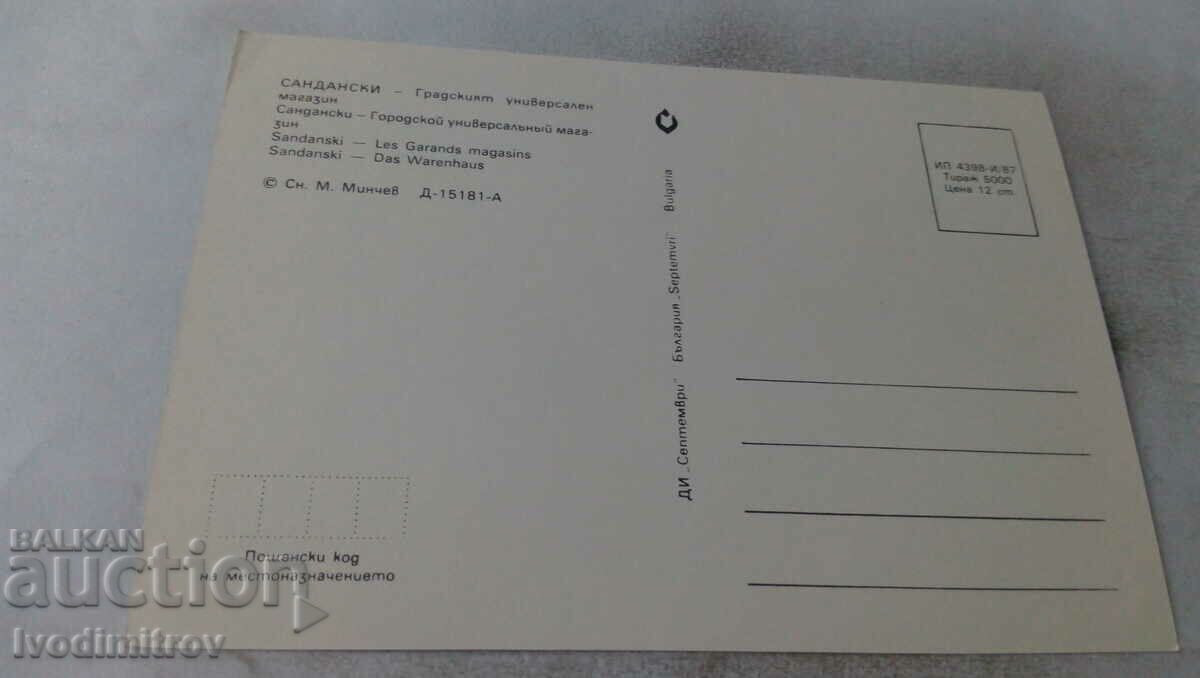 САНДАНСКИ – Градският универсален
магазин
Сандански – Городской универсальный мага-
зин
Sandanski — Les Garands magasins
Sandanski — Das Warenhaus
© Сн. М. Минчев Д-15181-А
ДИ „Септември" България „Septemvri" Bulgaria
ИП 4398-И/87
Тираж 5000
Цена 12 ст.
Пощенски код
на местоназначението
BALKAN
auction
Ivodimitrov